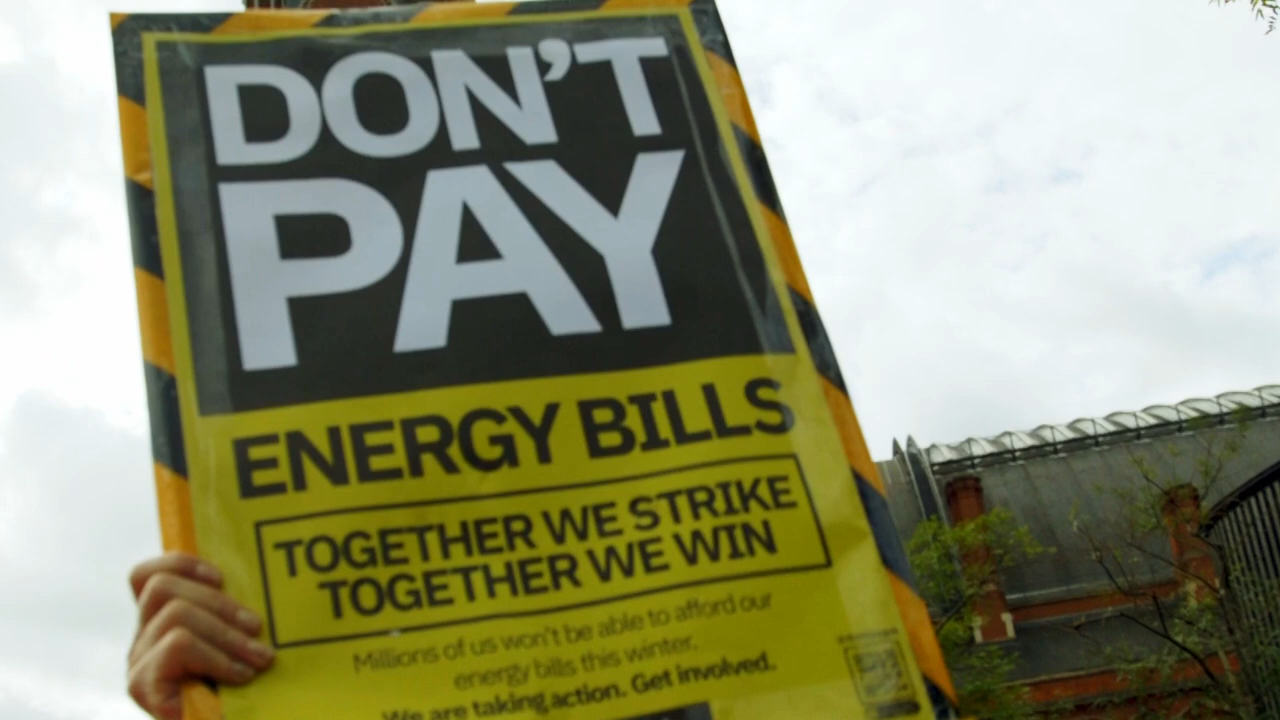 DON'T
PAY
ENERGY BILLS
TOGETHER WE STRIKE
TOGETHER WE WIN
Millions of us won't be able to afford our
energy bills this winter.
We are taking action. Get involved.